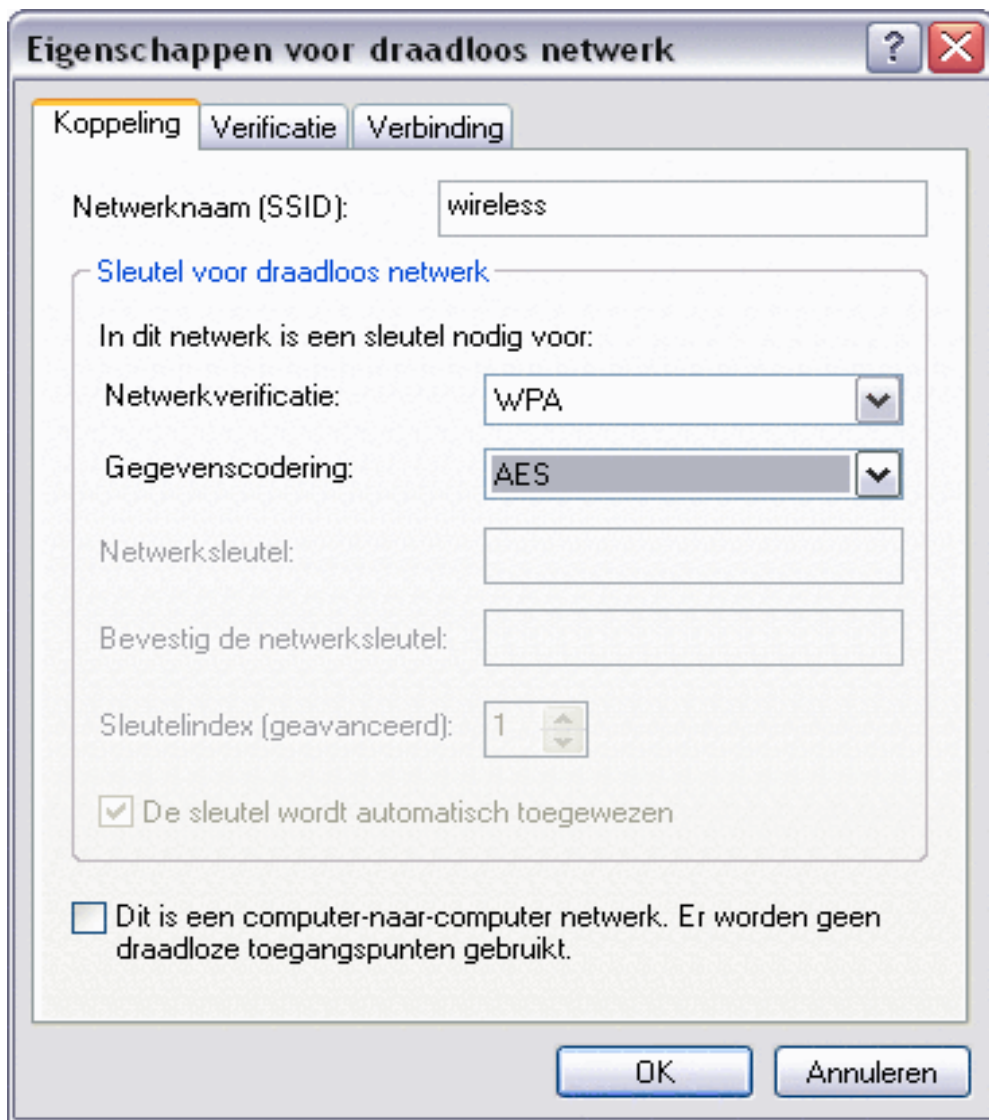 Eigenschappen voor draadloos netwerk
Koppeling Verificatie Verbinding
Netwerknaam (SSID): wireless
Sleutel voor draadloos netwerk
In dit netwerk is een sleutel nodig voor:
Netwerkverificatie: WPA
Gegevenscodering: AES
Netwerksleutel:
Bevestig de netwerksleutel:
Sleutelindex (geavanceerd): 1
De sleutel wordt automatisch toegewezen
Dit is een computer-naar-computer netwerk. Er worden geen
draadloze toegangspunten gebruikt.
OK Annuleren